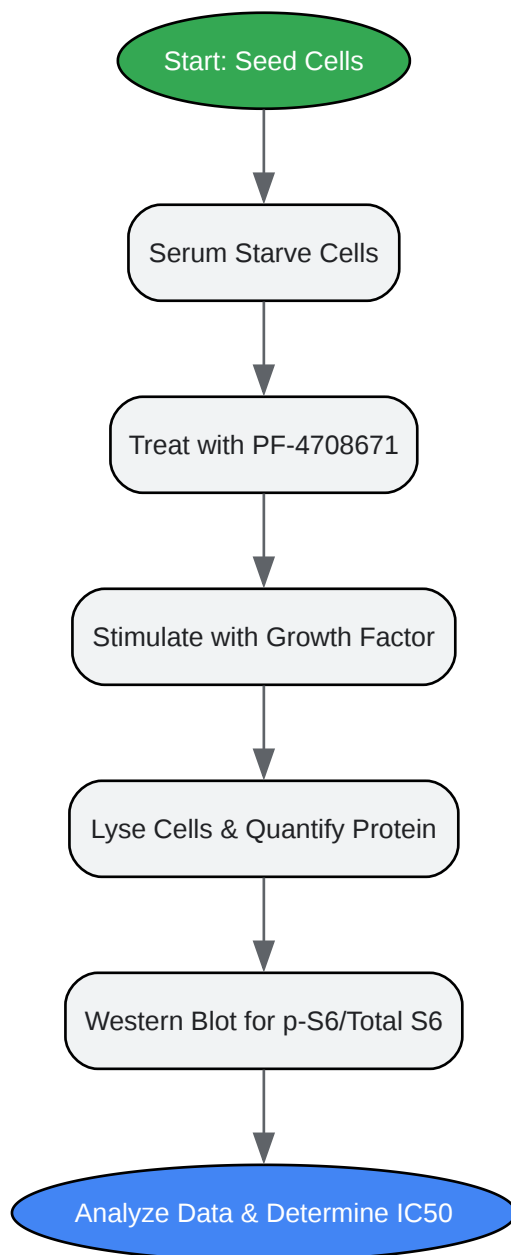 Start: Seed Cells
Serum Starve Cells
Treat with PF-4708671
Stimulate with Growth Factor
Lyse Cells & Quantify Protein
Western Blot for p-S6/Total S6
Analyze Data & Determine IC50